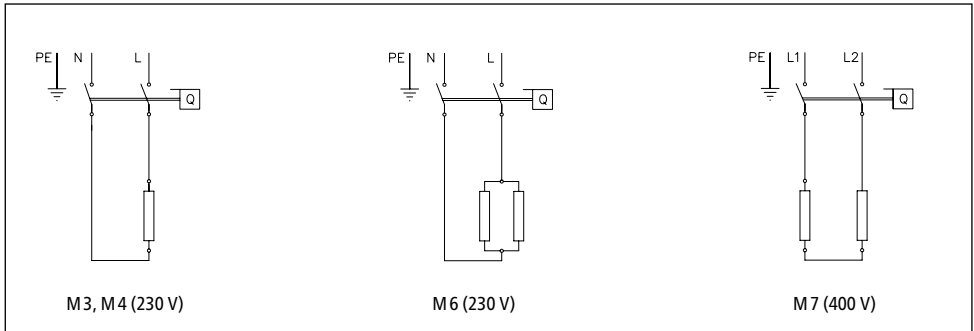 PE N L
Q
PE N L
Q
PE L1 L2
Q
M3, M4 (230 V)
M6 (230 V)
M7 (400 V)